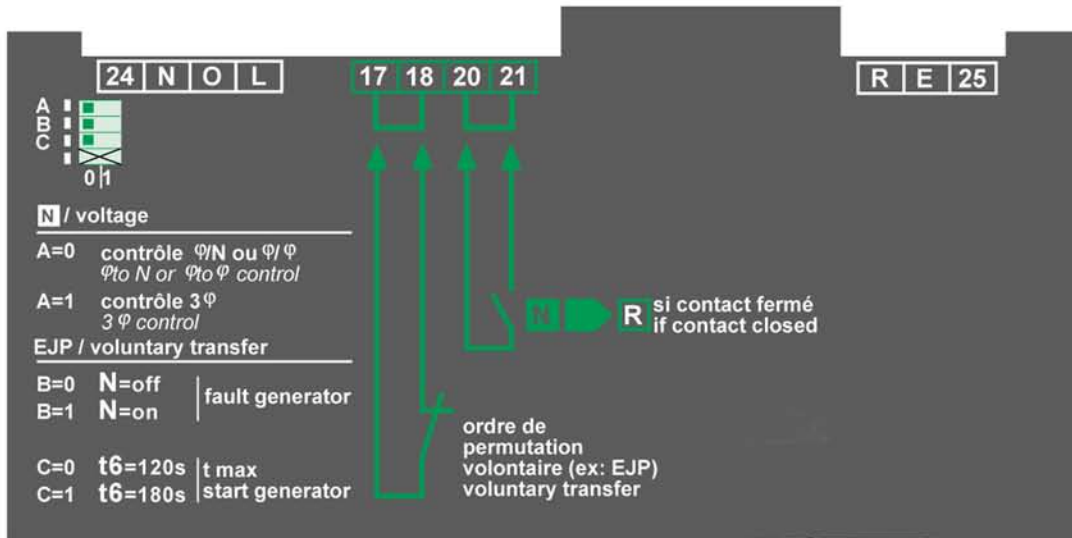 24 N O L
17 18 20 21
R E 25
A
B
C
0|1
N / voltage
A=0 contrôle φ/N ou φ/φ
φto N or φto φ control
A=1 contrôle 3φ
3 φ control
EJP / voluntary transfer
B=0 N=off
B=1 N=on
fault generator
C=0 t6=120s
C=1 t6=180s
t max
start generator
N R
si contact fermé
if contact closed
ordre de
permutation
volontaire (ex: EJP)
voluntary transfer